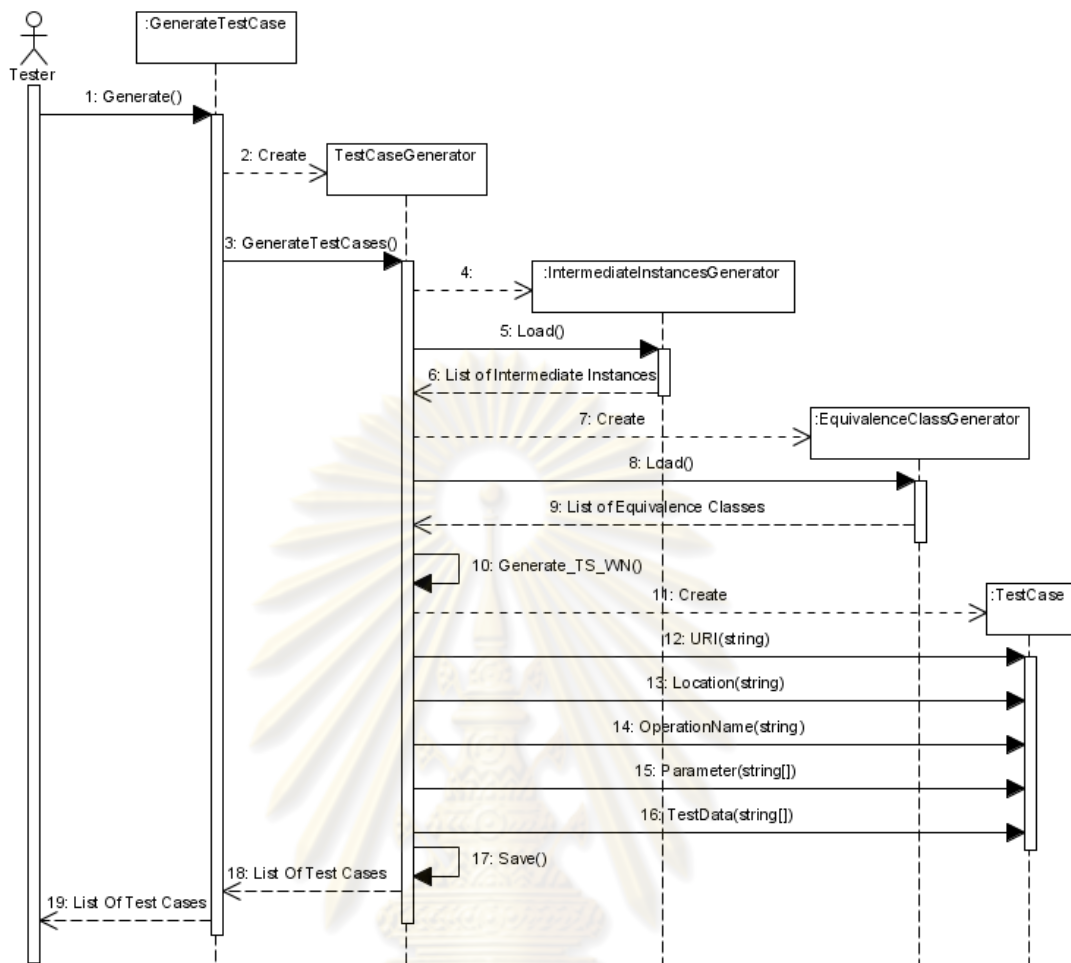 :GenerateTestCase
Tester
1: Generate()
2: Create
TestCaseGenerator
3: GenerateTestCases()
4:
:IntermediateInstancesGenerator
5: Load()
6: List of Intermediate Instances
7: Create
:EquivalenceClassGenerator
8: Load()
9: List of Equivalence Classes
10: Generate_TS_WN()
11: Create
:TestCase
12: URI(string)
13: Location(string)
14: OperationName(string)
15: Parameter(string[])
16: TestData(string[])
17: Save()
18: List Of Test Cases
19: List Of Test Cases